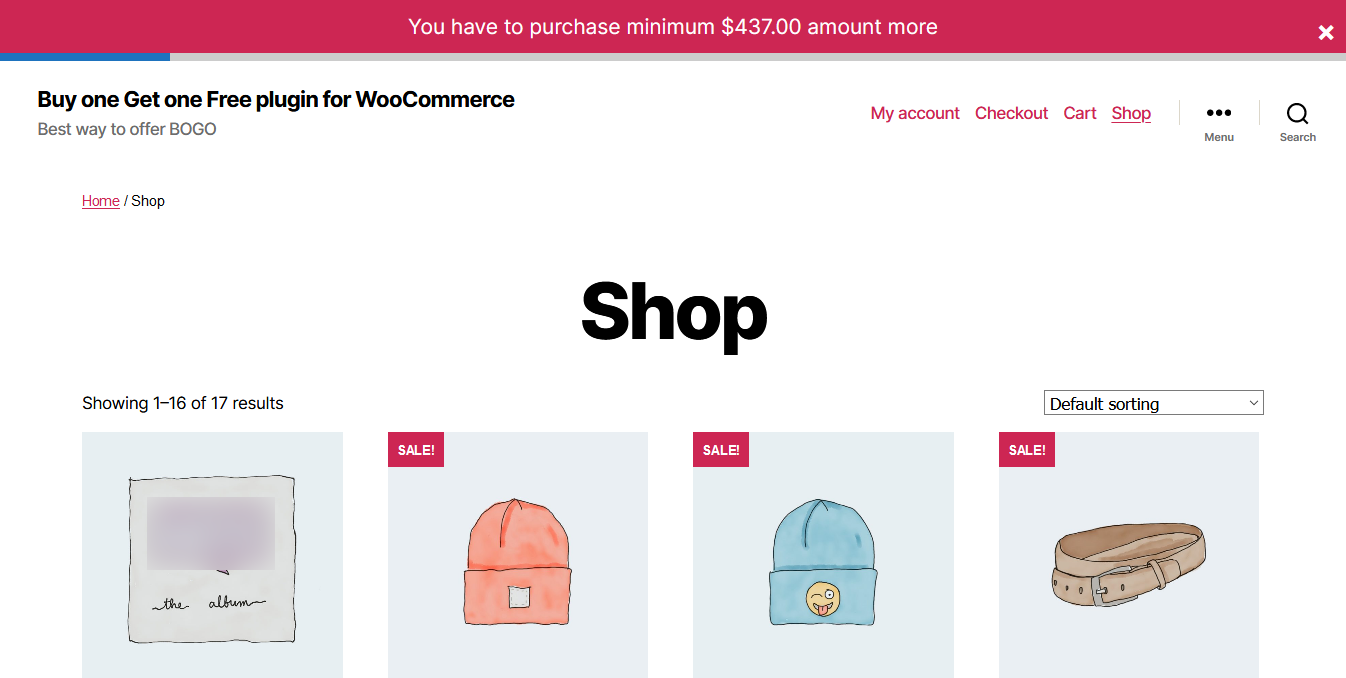 You have to purchase minimum $437.00 amount more
Buy one Get one Free plugin for WooCommerce
Best way to offer BOGO
My account Checkout Cart Shop
Menu
Search
Home / Shop
Shop
Showing 1–16 of 17 results
Default sorting
SALE!
SALE!
SALE!
the album